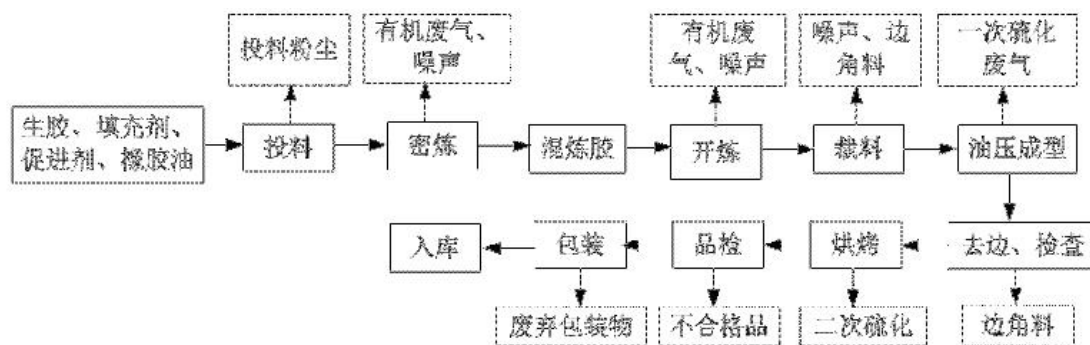 投料粉尘
有机废气、
噪声
有机废
气、噪声
噪声、边
角料
一次硫化
废气
生胶、填充剂、
促进剂、橡胶油
投料
密炼
混炼胶
开炼
裁料
油压成型
入库
包装
品检
烘烤
去边、检查
废弃包装物
不合格品
二次硫化
边角料